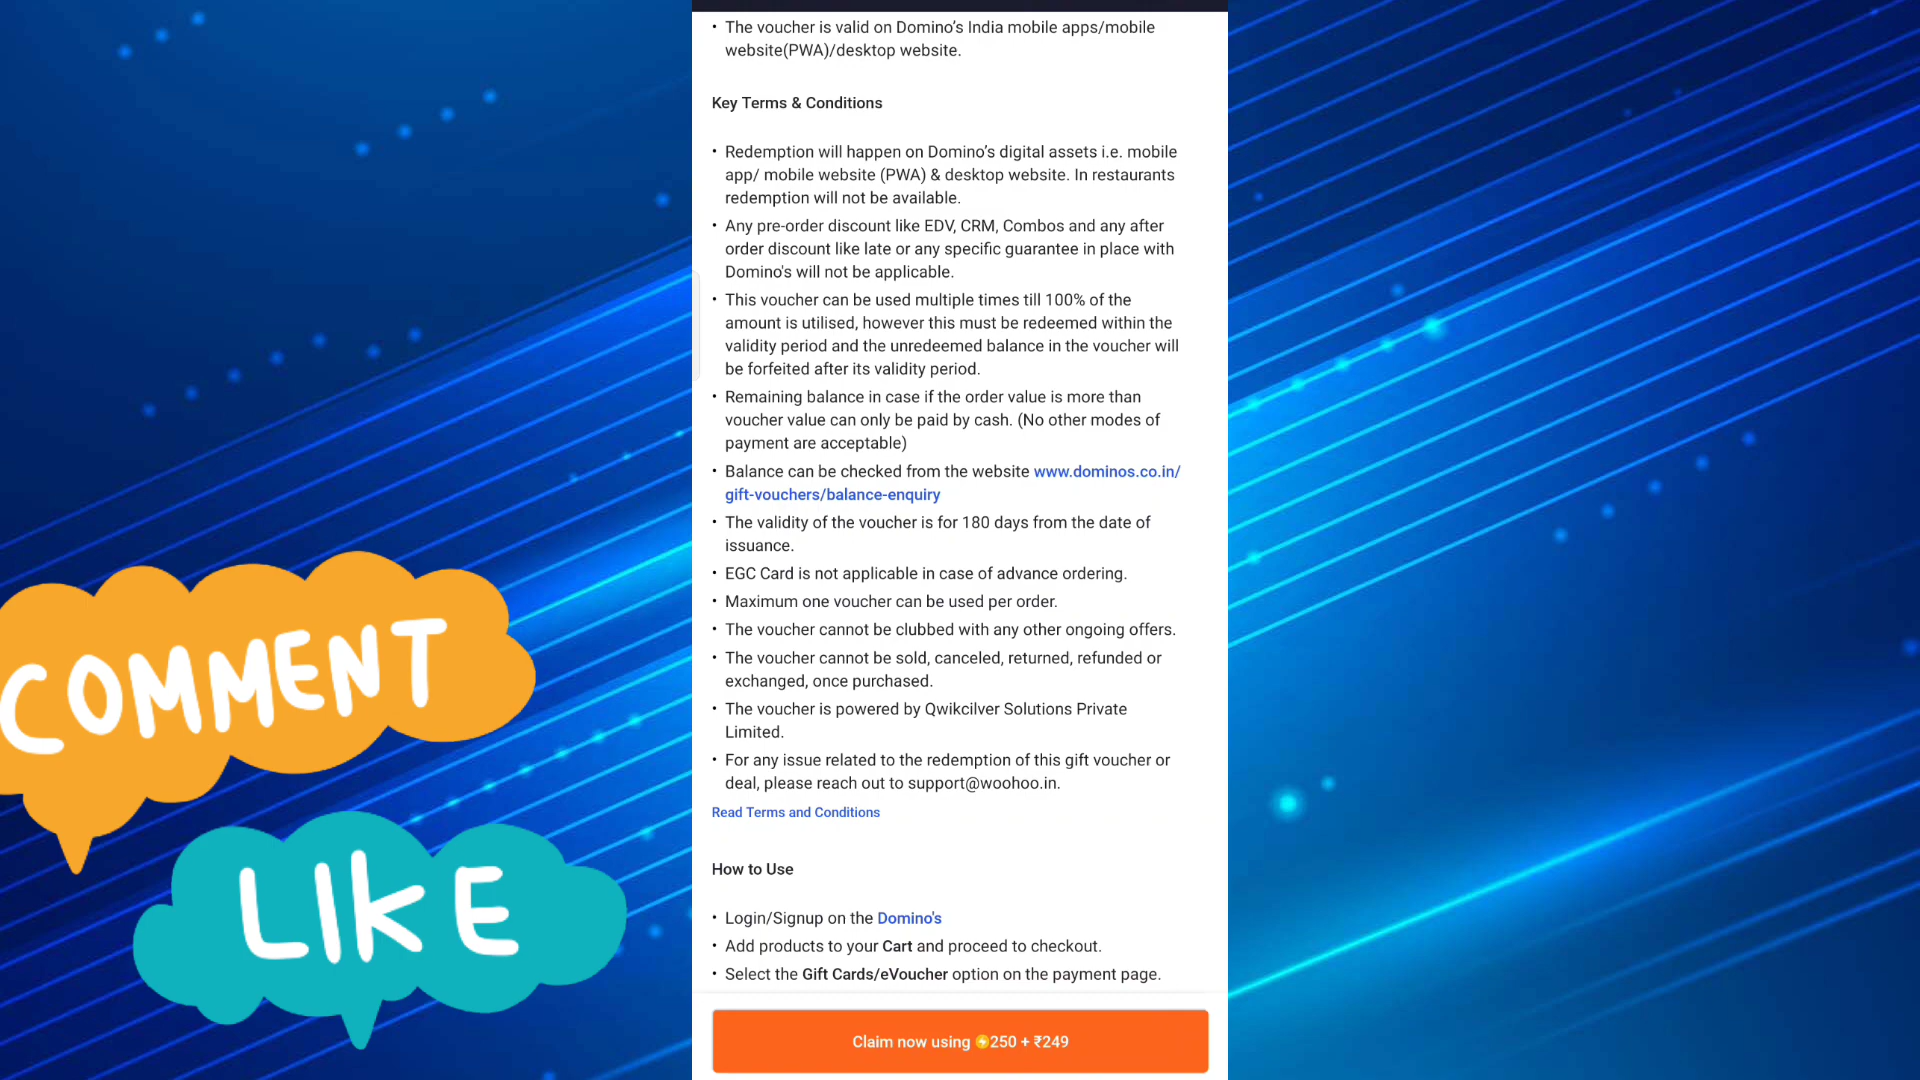 • The voucher is valid on Domino’s India mobile apps/mobile
website(PWA)/desktop website.
Key Terms & Conditions
• Redemption will happen on Domino’s digital assets i.e. mobile
app/ mobile website (PWA) & desktop website. In restaurants
redemption will not be available.
• Any pre-order discount like EDV, CRM, Combos and any after
order discount like late or any specific guarantee in place with
Domino's will not be applicable.
• This voucher can be used multiple times till 100% of the
amount is utilised, however this must be redeemed within the
validity period and the unredeemed balance in the voucher will
be forfeited after its validity period.
• Remaining balance in case if the order value is more than
voucher value can only be paid by cash. (No other modes of
payment are acceptable)
• Balance can be checked from the website www.dominos.co.in/
gift-vouchers/balance-enquiry
• The validity of the voucher is for 180 days from the date of
issuance.
• EGC Card is not applicable in case of advance ordering.
• Maximum one voucher can be used per order.
• The voucher cannot be clubbed with any other ongoing offers.
• The voucher cannot be sold, canceled, returned, refunded or
exchanged, once purchased.
• The voucher is powered by Qwikcilver Solutions Private
Limited.
• For any issue related to the redemption of this gift voucher or
deal, please reach out to support@woohoo.in.
Read Terms and Conditions
How to Use
• Login/Signup on the Domino's
• Add products to your Cart and proceed to checkout.
• Select the Gift Cards/eVoucher option on the payment page.
Claim now using 250 + ₹249
COMMENT
LIKE